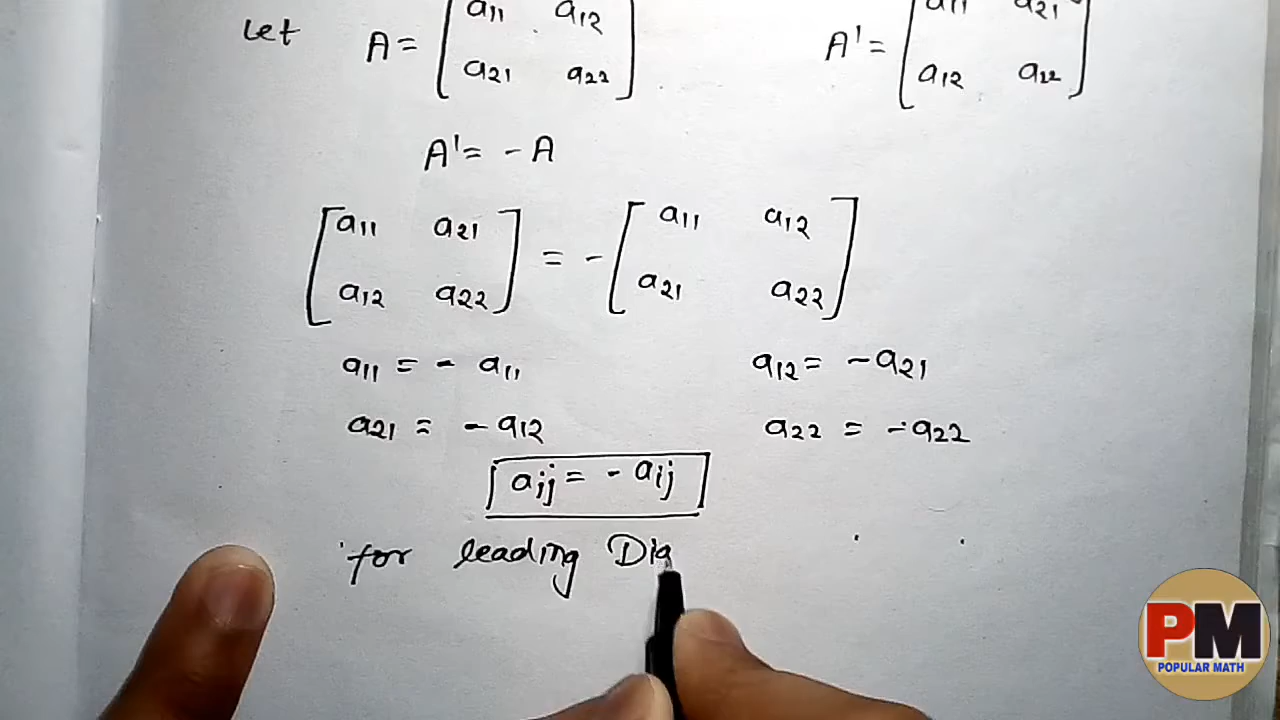 Let A = [ a11 a12 A' = [ a11 a21
a21 a22 ] a12 a22 ]
A' = - A
[ a11 a21 ] = - [ a11 a12 ]
[ a12 a22 ] [ a21 a22 ]
a11 = - a11 a12 = - a21
a21 = - a12 a22 = - a22
aij = - aij
for leading Dia
PM
POPULAR MATH